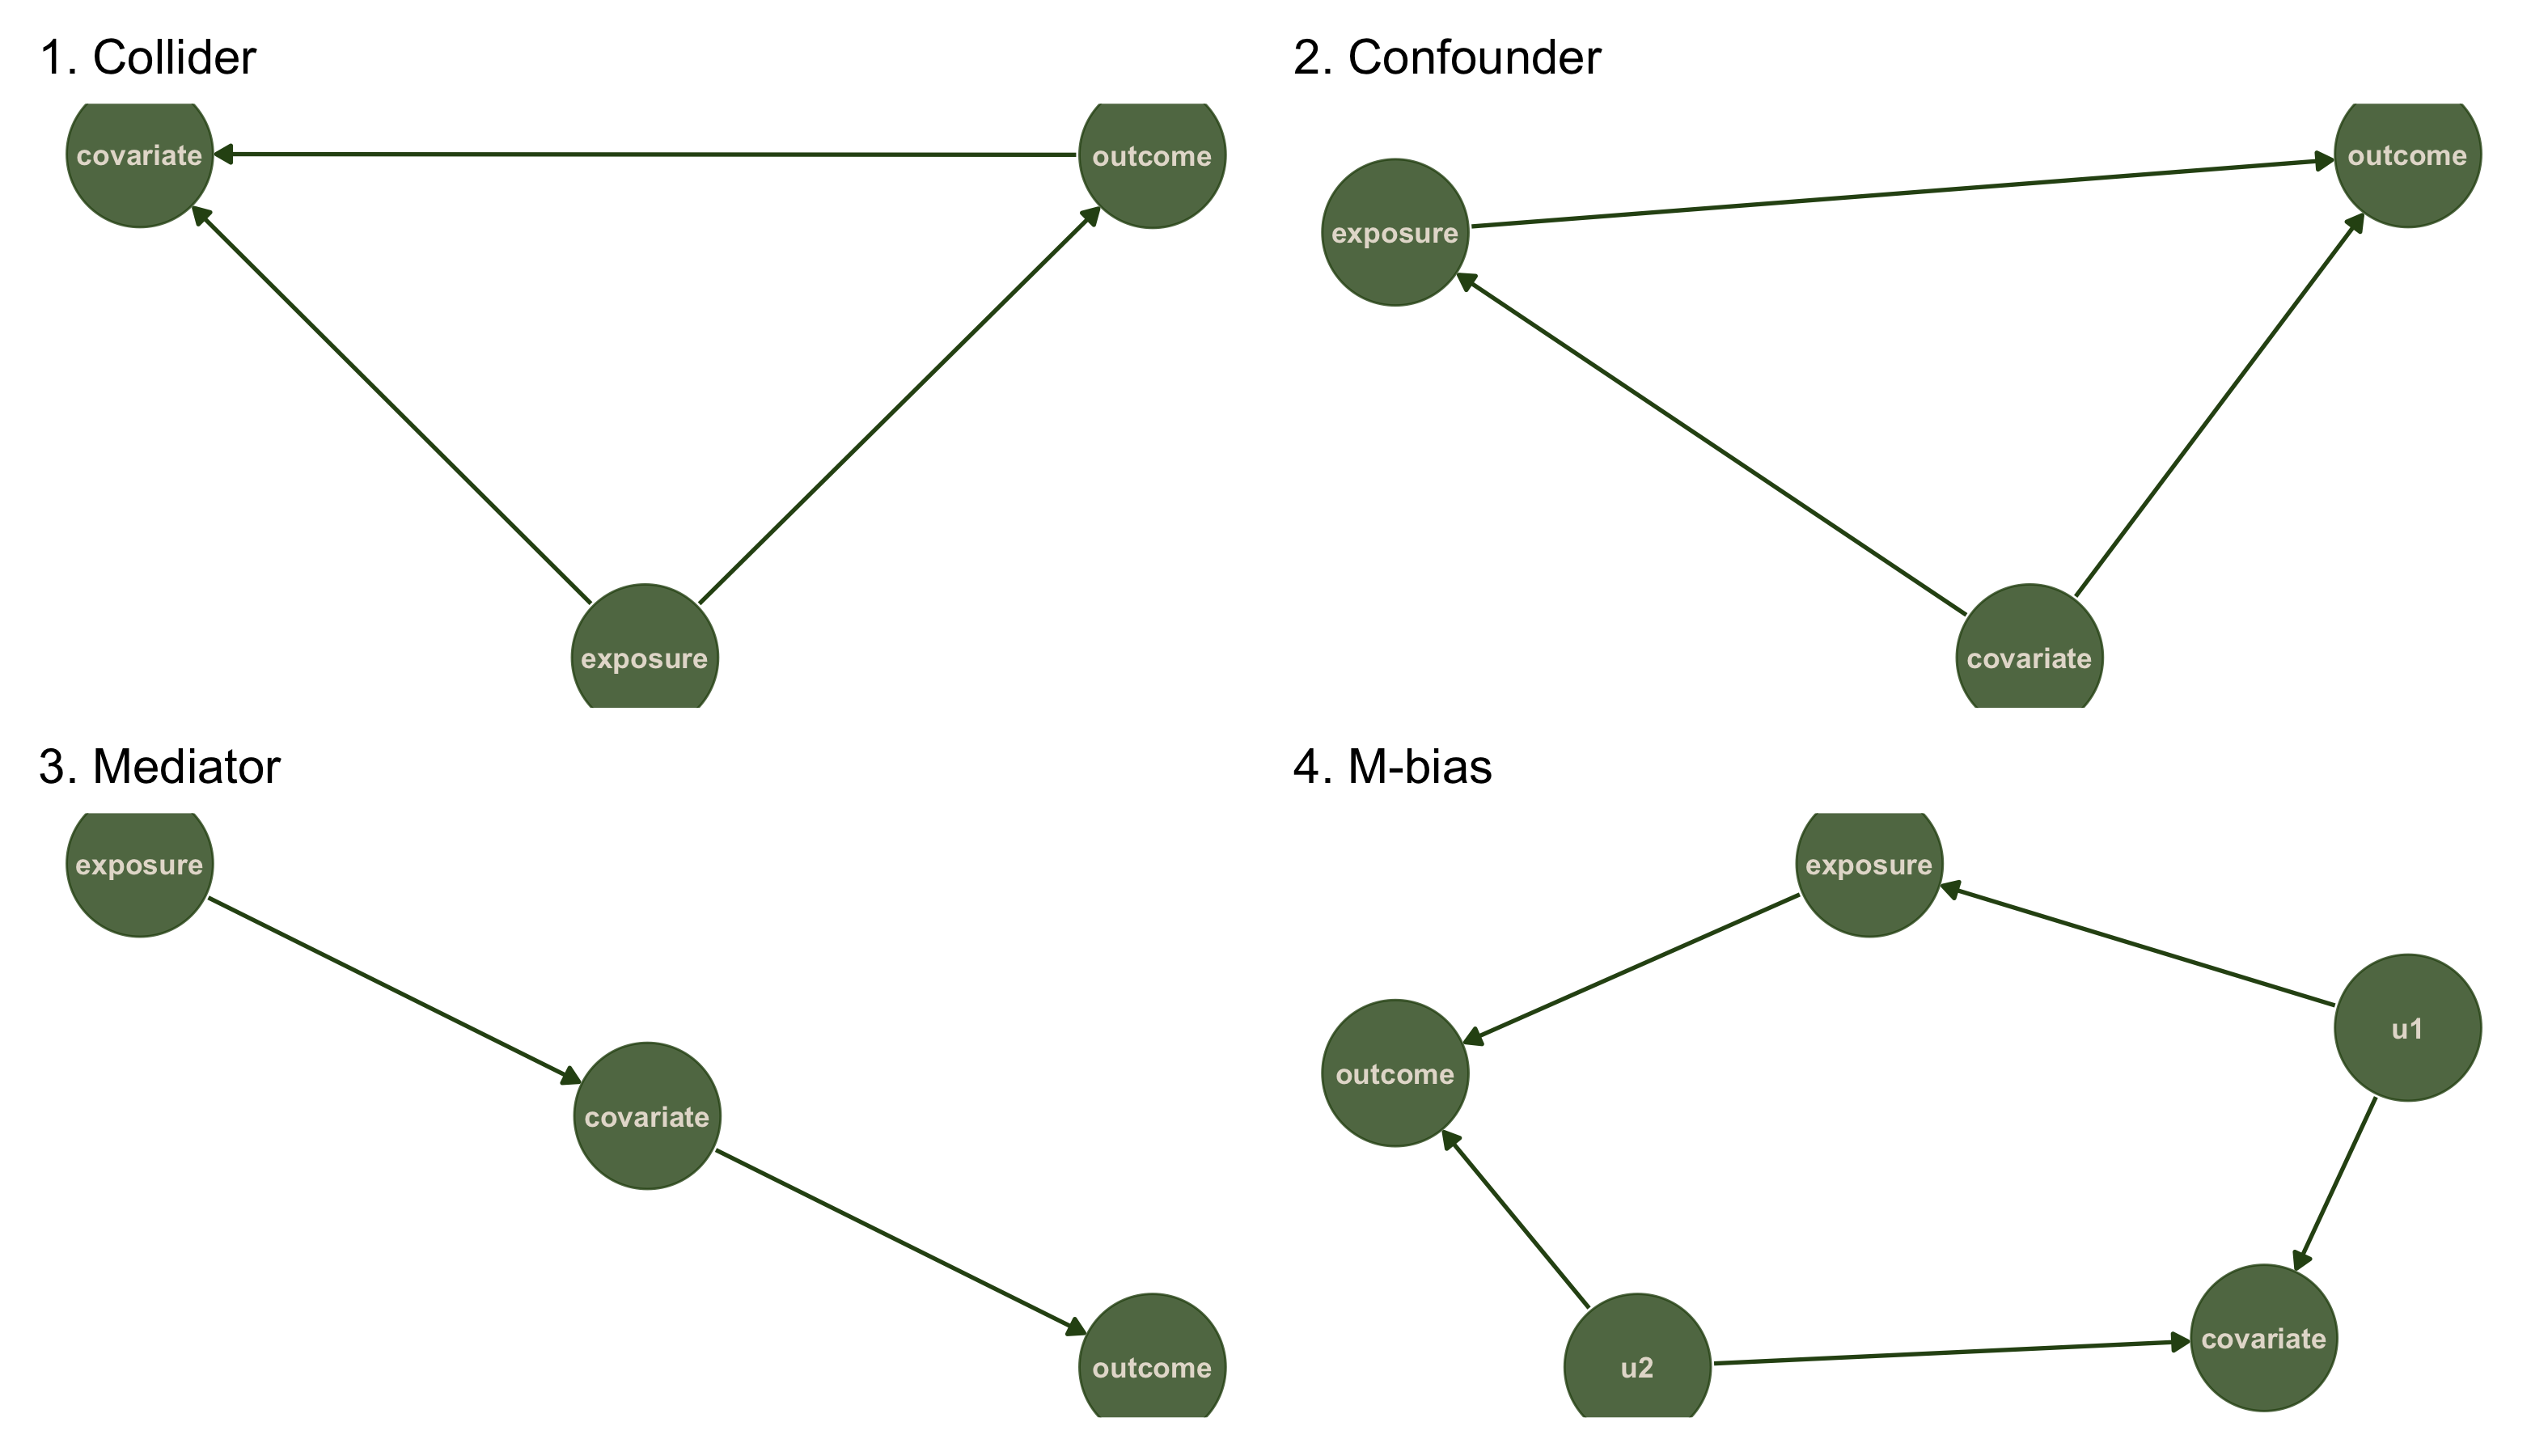 1. Collider
covariate
outcome
exposure
2. Confounder
outcome
exposure
covariate
3. Mediator
exposure
covariate
outcome
4. M-bias
exposure
u1
outcome
covariate
u2